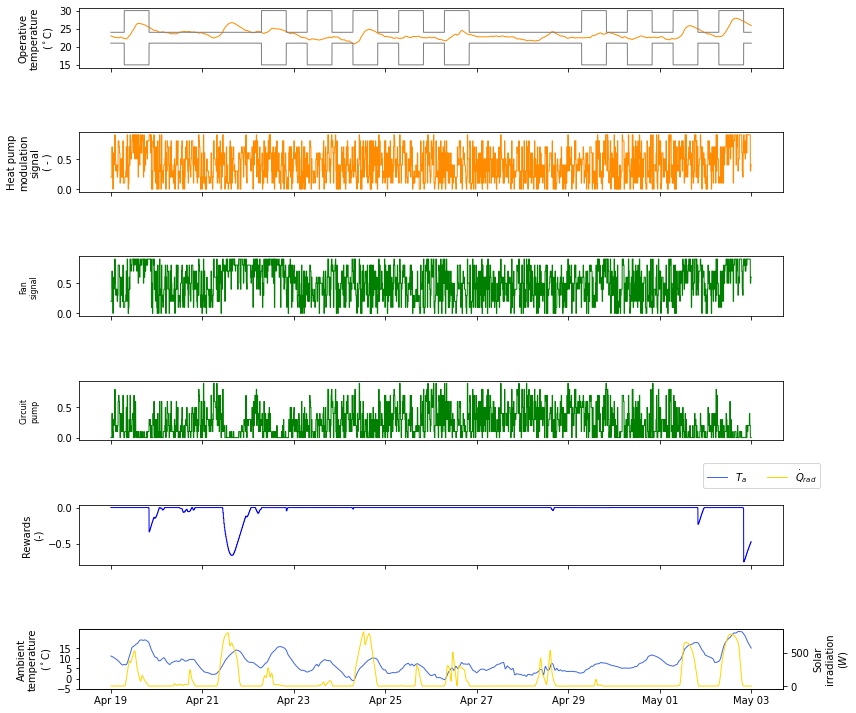 Operative
temperature
(°C)
30
25
20
15
Heat pump
modulation
signal
( - )
0.5
0.0
Fan
signal
0.5
0.0
Circuit
pump
0.5
0.0
T_a
Q̇_rad
Rewards
(-)
0.0
−0.5
Ambient
temperature
(°C)
15
10
5
0
−5
500
0
Solar
irradiation
(W)
Apr 19 Apr 21 Apr 23 Apr 25 Apr 27 Apr 29 May 01 May 03